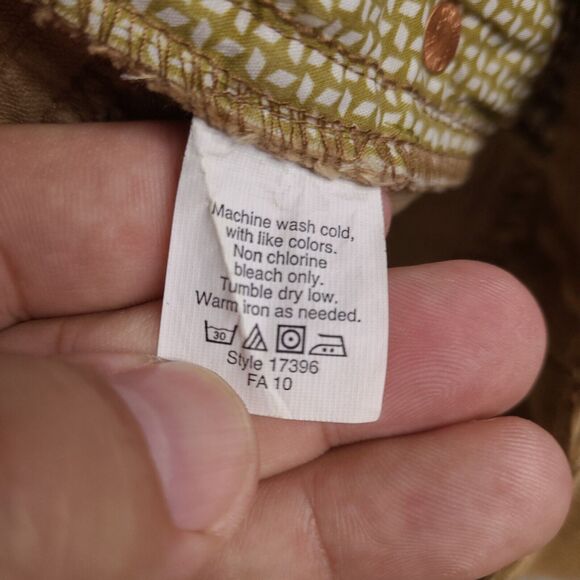 Machine wash cold,
with like colors.
Non chlorine
bleach only.
Tumble dry low.
Warm iron as needed.
30
Style 17396
FA 10